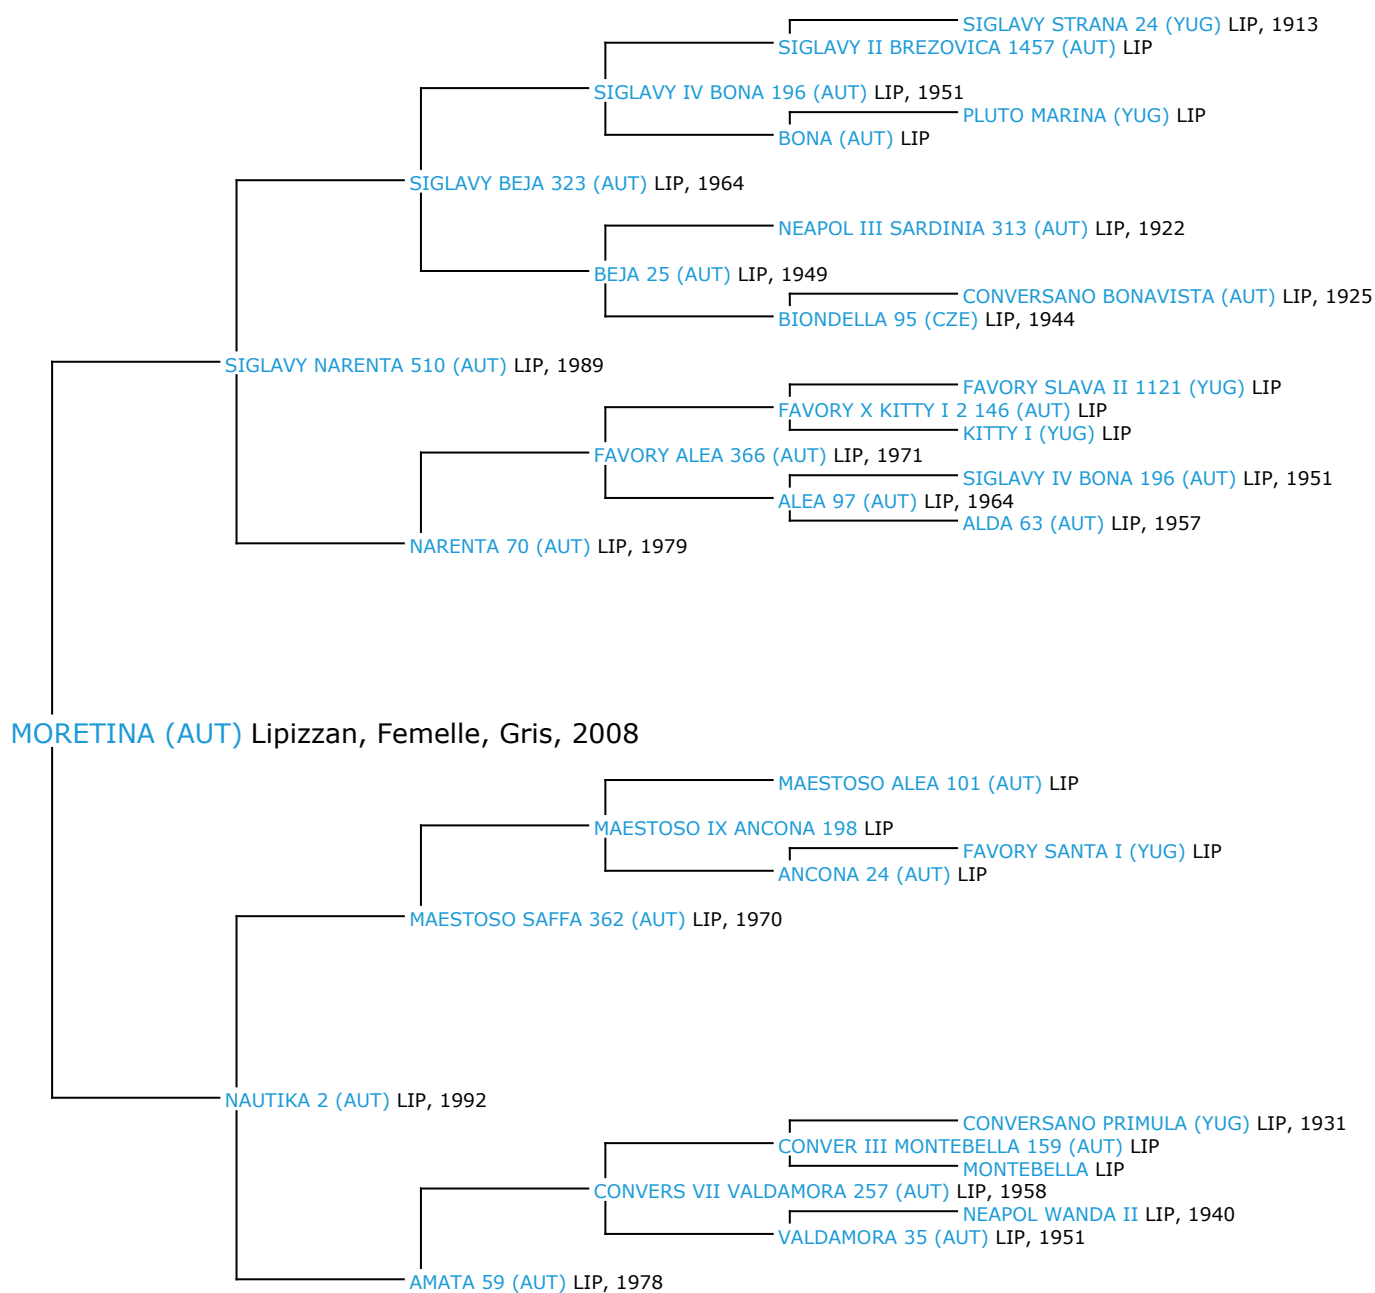 SIGLAVY STRANA 24 (YUG) LIP, 1913
SIGLAVY II BREZOVICA 1457 (AUT) LIP
SIGLAVY IV BONA 196 (AUT) LIP, 1951
PLUTO MARINA (YUG) LIP
BONA (AUT) LIP
SIGLAVY BEJA 323 (AUT) LIP, 1964
NEAPOL III SARDINIA 313 (AUT) LIP, 1922
BEJA 25 (AUT) LIP, 1949
CONVERSANO BONAVISTA (AUT) LIP, 1925
BIONDELLA 95 (CZE) LIP, 1944
SIGLAVY NARENTA 510 (AUT) LIP, 1989
FAVORY SLAVA II 1121 (YUG) LIP
FAVORY X KITTY I 2 146 (AUT) LIP
KITTY I (YUG) LIP
FAVORY ALEA 366 (AUT) LIP, 1971
SIGLAVY IV BONA 196 (AUT) LIP, 1951
ALEA 97 (AUT) LIP, 1964
ALDA 63 (AUT) LIP, 1957
NARENTA 70 (AUT) LIP, 1979
MORETINA (AUT) Lipizzan, Femelle, Gris, 2008
MAESTOSO ALEA 101 (AUT) LIP
MAESTOSO IX ANCONA 198 LIP
FAVORY SANTA I (YUG) LIP
ANCONA 24 (AUT) LIP
MAESTOSO SAFFA 362 (AUT) LIP, 1970
NAUTIKA 2 (AUT) LIP, 1992
CONVERSANO PRIMULA (YUG) LIP, 1931
CONVER III MONTEBELLA 159 (AUT) LIP
MONTEBELLA LIP
CONVERS VII VALDAMORA 257 (AUT) LIP, 1958
NEAPOL WANDA II LIP, 1940
VALDAMORA 35 (AUT) LIP, 1951
AMATA 59 (AUT) LIP, 1978